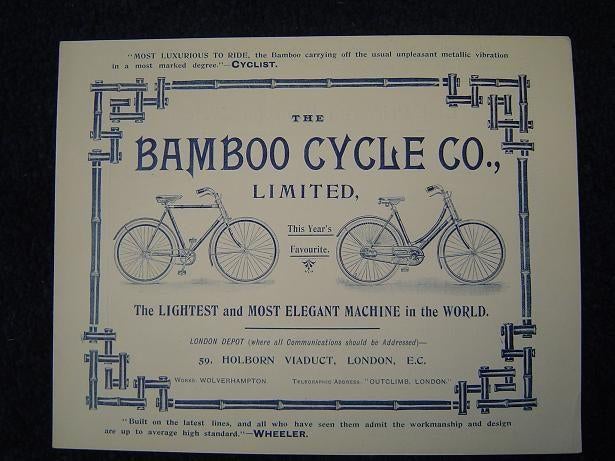 "MOST LUXURIOUS TO RIDE, the Bamboo carrying off the usual unpleasant metallic vibration
in a most marked degree."—CYCLIST.
THE
BAMBOO CYCLE CO.,
LIMITED,
This Year's
Favourite.
The LIGHTEST and MOST ELEGANT MACHINE in the WORLD.
LONDON DEPOT (where all Communications should be Addressed)—
59, HOLBORN VIADUCT, LONDON, E.C.
WORKS: WOLVERHAMPTON. TELEGRAPHIC ADDRESS: "OUTCLIMB, LONDON."
"Built on the latest lines, and all who have seen them admit the workmanship and design
are up to average high standard."—WHEELER.